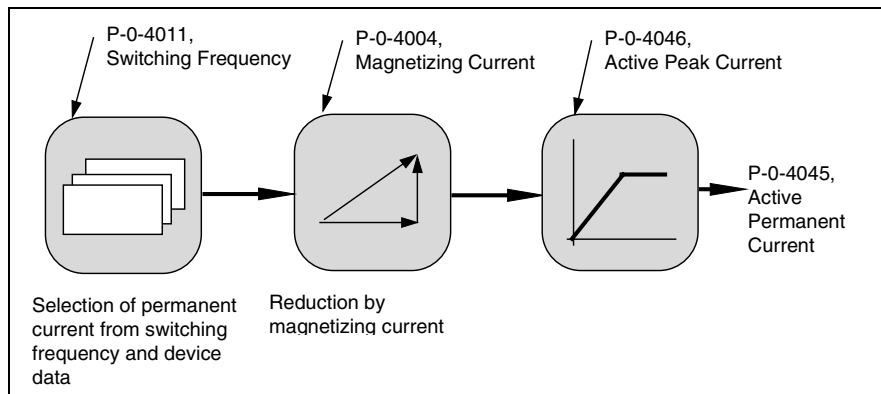 P-0-4011,
Switching Frequency
P-0-4004,
Magnetizing Current
P-0-4046,
Active Peak Current
P-0-4045,
Active
Permanent
Current
Selection of permanent
current from switching
frequency and device
data
Reduction by
magnetizing current